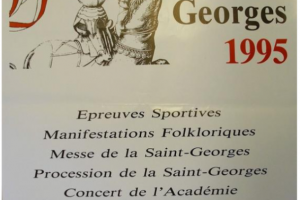 Georges
1995
Epreuves Sportives
Manifestations Folkloriques
Messe de la Saint-Georges
Procession de la Saint-Georges
Concert de l'Académie